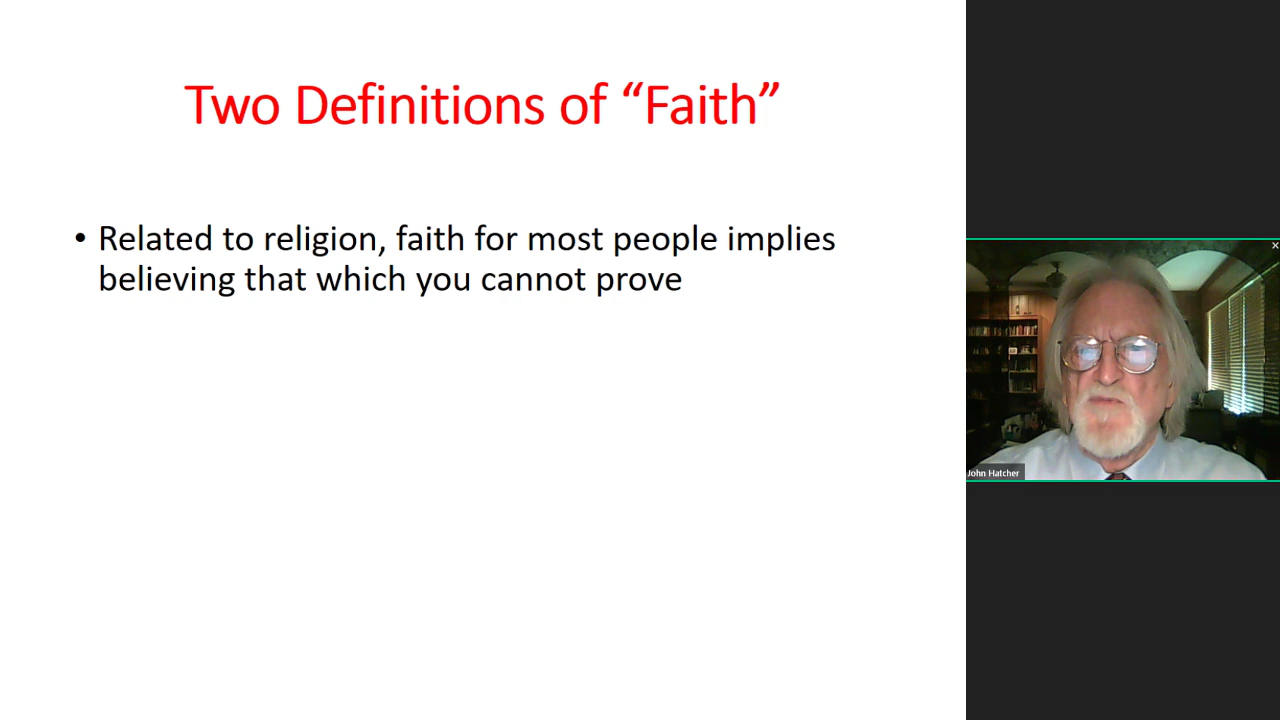 Two Definitions of “Faith”
• Related to religion, faith for most people implies
believing that which you cannot prove
John Hatcher